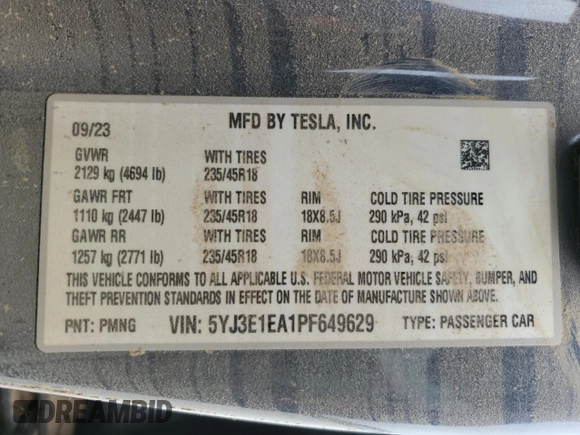 09/23 MFD BY TESLA, INC.
GVWR WITH TIRES
2129 kg (4694 lb) 235/45R18
GAWR FRT WITH TIRES RIM COLD TIRE PRESSURE
1110 kg (2447 lb) 235/45R18 18X8.5J 290 kPa, 42 psi
GAWR RR WITH TIRES RIM COLD TIRE PRESSURE
1257 kg (2771 lb) 235/45R18 18X8.5J 290 kPa, 42 psi
THIS VEHICLE CONFORMS TO ALL APPLICABLE U.S. FEDERAL MOTOR VEHICLE SAFETY, BUMPER, AND
THEFT PREVENTION STANDARDS IN EFFECT ON THE DATE OF MANUFACTURE SHOWN ABOVE.
PNT: PMNG VIN: 5YJ3E1EA1PF649629 TYPE: PASSENGER CAR
DREAMBID